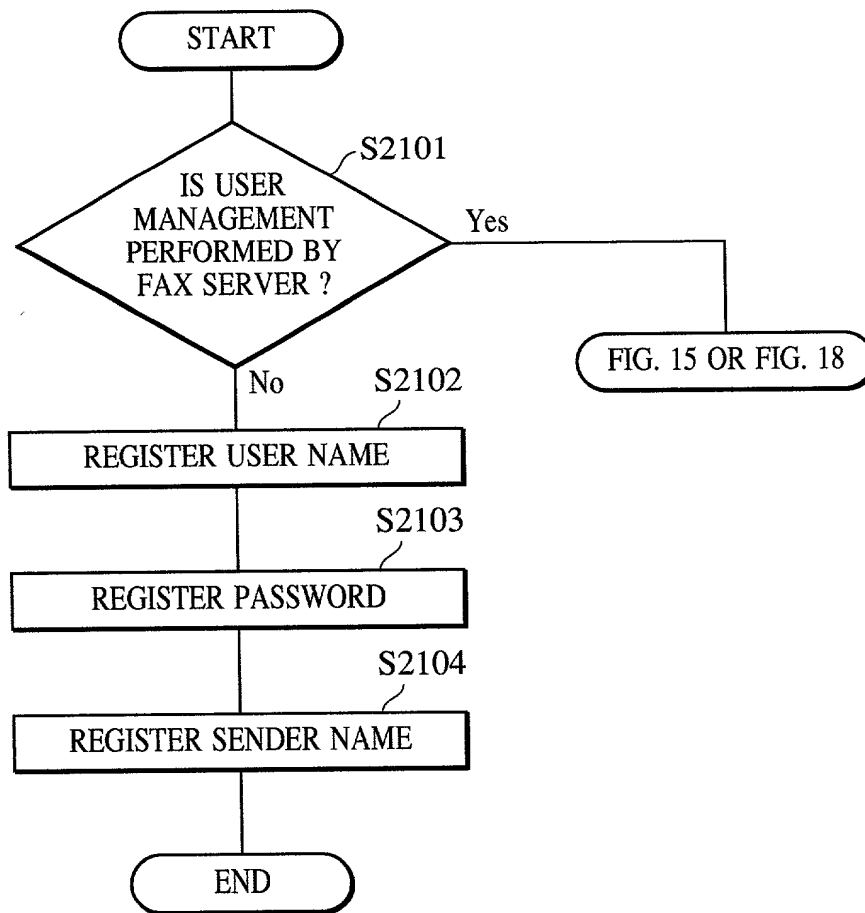 START
S2101
IS USER
MANAGEMENT
PERFORMED BY
FAX SERVER ?
Yes
FIG. 15 OR FIG. 18
No
S2102
REGISTER USER NAME
S2103
REGISTER PASSWORD
S2104
REGISTER SENDER NAME
END